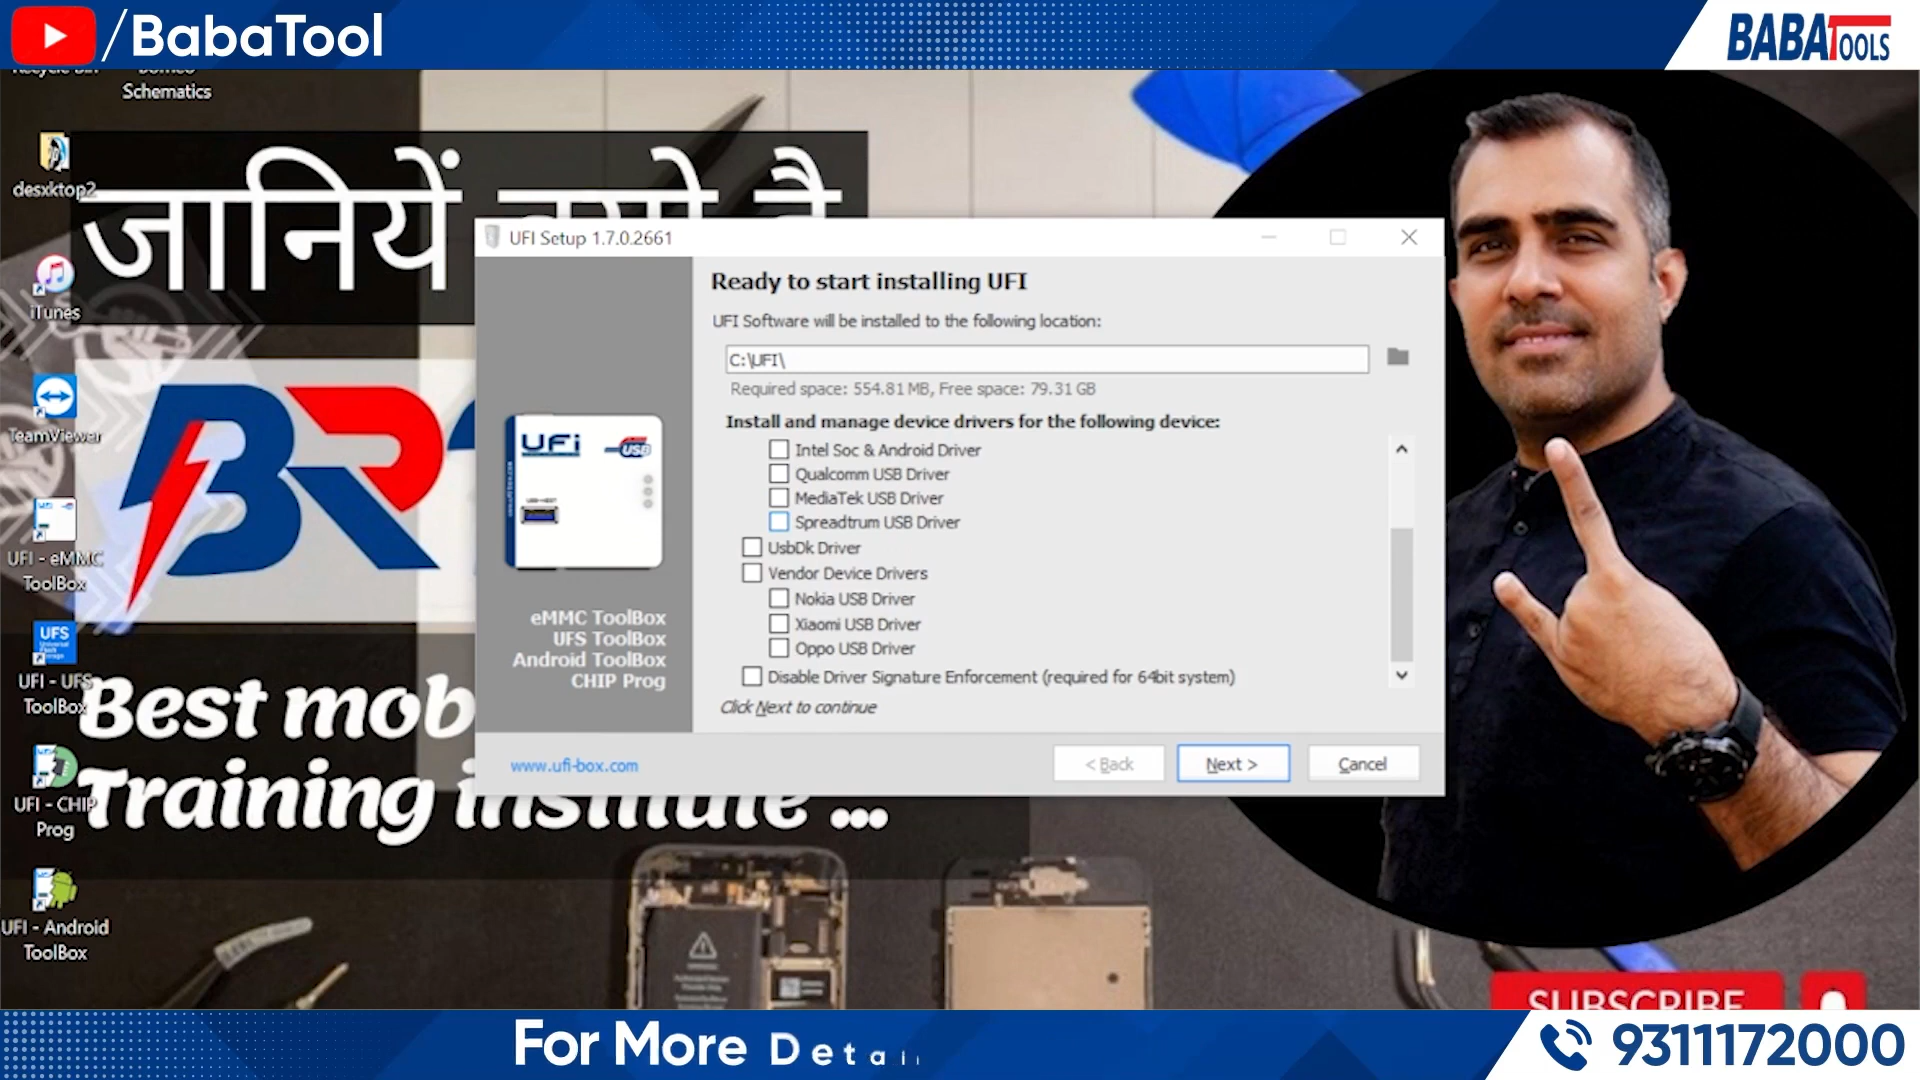 /BabaTool
BABATOOLS
Schematics
desxktop2
iTunes
TeamViewer
UFI - eMMC
ToolBox
UFS
UFI - UFS
ToolBox
UFI - CHIP
Prog
UFI - Android
ToolBox
जानियें
BR
Best mob
Training institute ...
UFI Setup 1.7.0.2661
Ready to start installing UFI
UFI Software will be installed to the following location:
C:\UFI\
Required space: 554.81 MB, Free space: 79.31 GB
Install and manage device drivers for the following device:
Intel Soc & Android Driver
Qualcomm USB Driver
MediaTek USB Driver
Spreadtrum USB Driver
UsbDk Driver
Vendor Device Drivers
Nokia USB Driver
Xiaomi USB Driver
Oppo USB Driver
Disable Driver Signature Enforcement (required for 64bit system)
Click Next to continue
UFi
USB
eMMC ToolBox
UFS ToolBox
Android ToolBox
CHIP Prog
www.ufi-box.com
< Back
Next >
Cancel
SUBSCRIBE
For More Detai
9311172000